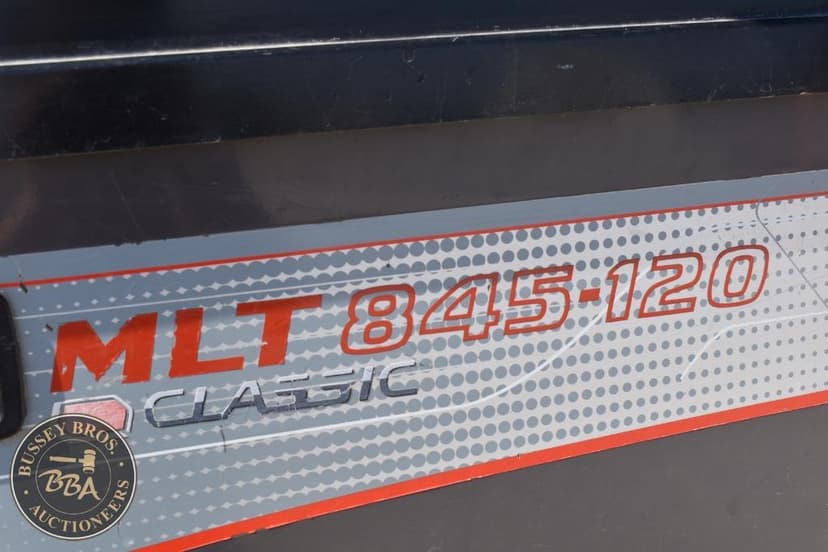 MLT 845-120
CLASSIC
BUSSEY BROS.
BBA
AUCTIONEERS